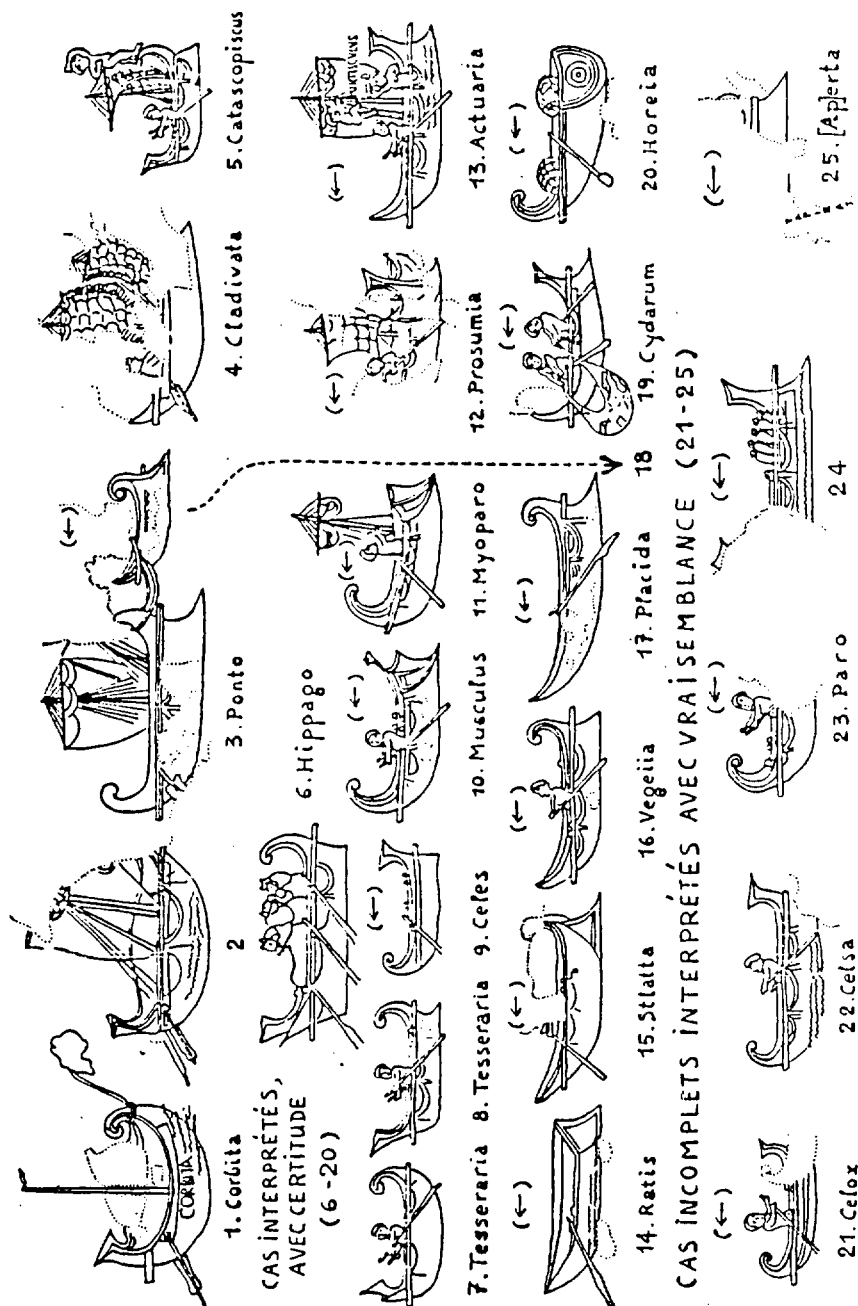 CORBITA
(←)
1. Corbita 2 3. Ponto 4. Cladivata 5. Catascopiscus
CAS INTERPRÉTÉS,
AVEC CERTITUDE
(6-20)
6. Hippago
(←) (←) (←) (←) (←)
7. Tesseraria 8. Tesseraria 9. Celes 10. Musculus 11. Myoparo 12. Prosumia 13. Actuaria
(←) (←) (←) (←) (←) (←)
14. Ratis 15. Stlatta 16. Vegeiia 17. Placida 18 19. Cydarum 20. Horeia
CAS INCOMPLETS INTERPRÉTÉS AVEC VRAISEMBLANCE (21-25)
(←) (←) (←) (←)
21. Celox 22. Celsa 23. Paro 24 25. [Ap]erta